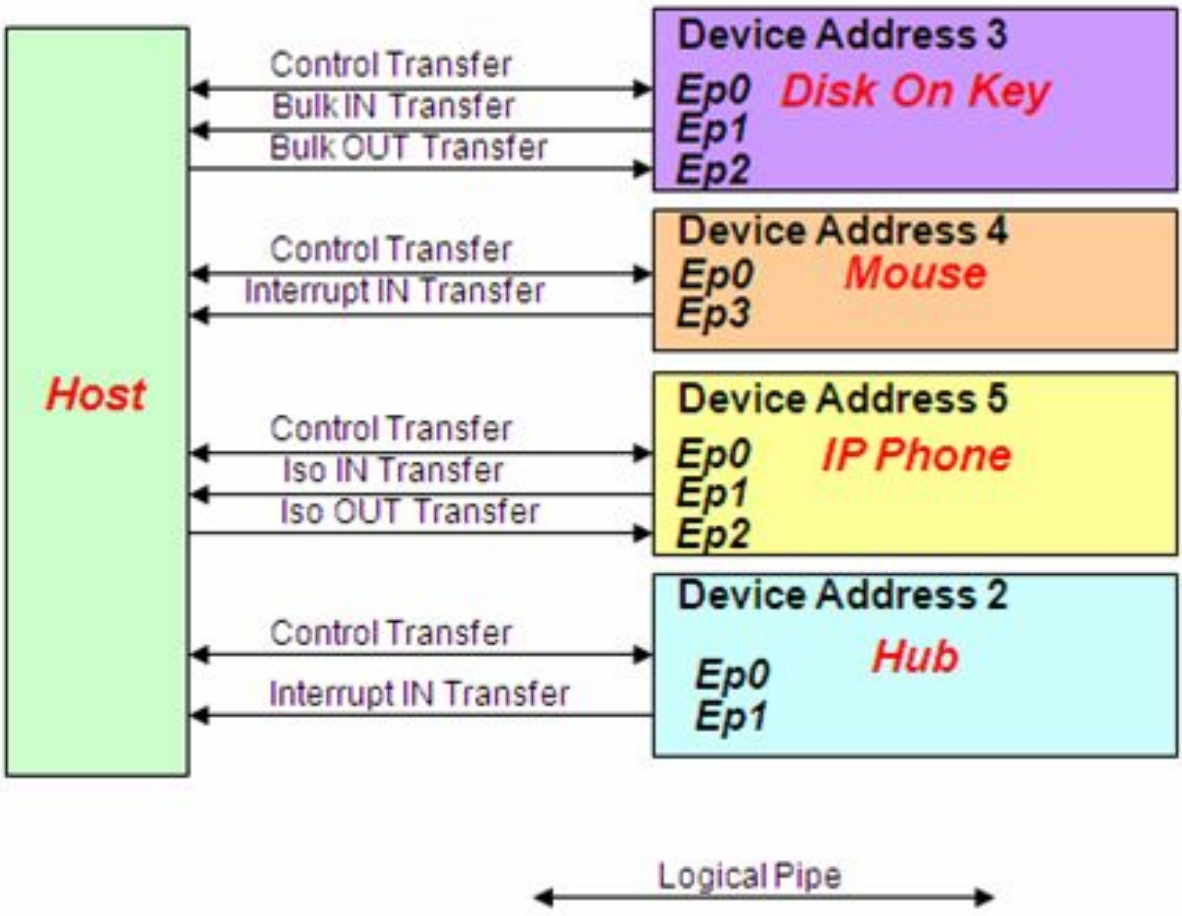 Device Address 3
Control Transfer
Ep0 Disk On Key
Bulk IN Transfer
Ep1
Bulk OUT Transfer
Ep2
Device Address 4
Control Transfer
Ep0 Mouse
Interrupt IN Transfer
Ep3
Host
Device Address 5
Control Transfer
Ep0 IP Phone
Iso IN Transfer
Ep1
Iso OUT Transfer
Ep2
Device Address 2
Control Transfer
Hub
Ep0
Interrupt IN Transfer
Ep1
Logical Pipe